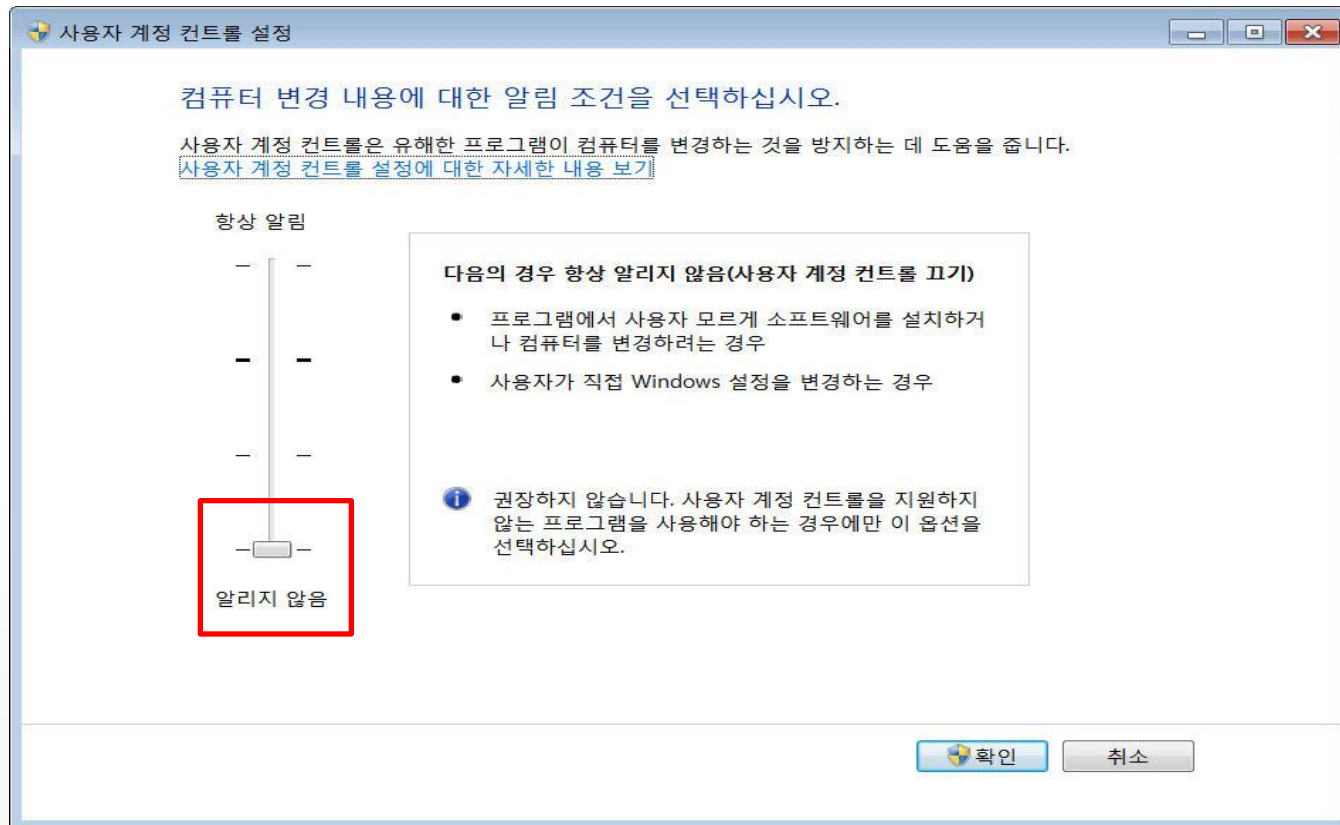 사용자 계정 컨트롤 설정
컴퓨터 변경 내용에 대한 알림 조건을 선택하십시오.
사용자 계정 컨트롤은 유해한 프로그램이 컴퓨터를 변경하는 것을 방지하는 데 도움을 줍니다.
사용자 계정 컨트롤 설정에 대한 자세한 내용 보기
항상 알림
다음의 경우 항상 알리지 않음(사용자 계정 컨트롤 끄기)
• 프로그램에서 사용자 모르게 소프트웨어를 설치하거
나 컴퓨터를 변경하려는 경우
• 사용자가 직접 Windows 설정을 변경하는 경우
권장하지 않습니다. 사용자 계정 컨트롤을 지원하지
않는 프로그램을 사용해야 하는 경우에만 이 옵션을
선택하십시오.
알리지 않음
확인
취소